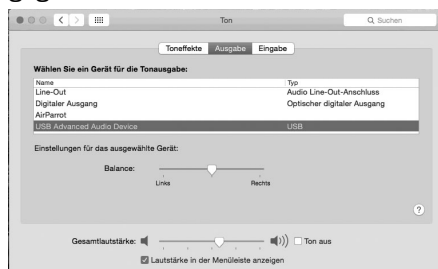 Ton
Suchen
Toneffekte Ausgabe Eingabe
Wählen Sie ein Gerät für die Tonausgabe:
Name Typ
Line-Out Audio Line-Out-Anschluss
Digitaler Ausgang Optischer digitaler Ausgang
AirParrot
USB Advanced Audio Device USB
Einstellungen für das ausgewählte Gerät:
Balance:
Links Rechts
?
Gesamtlautstärke: Ton aus
Lautstärke in der Menüleiste anzeigen